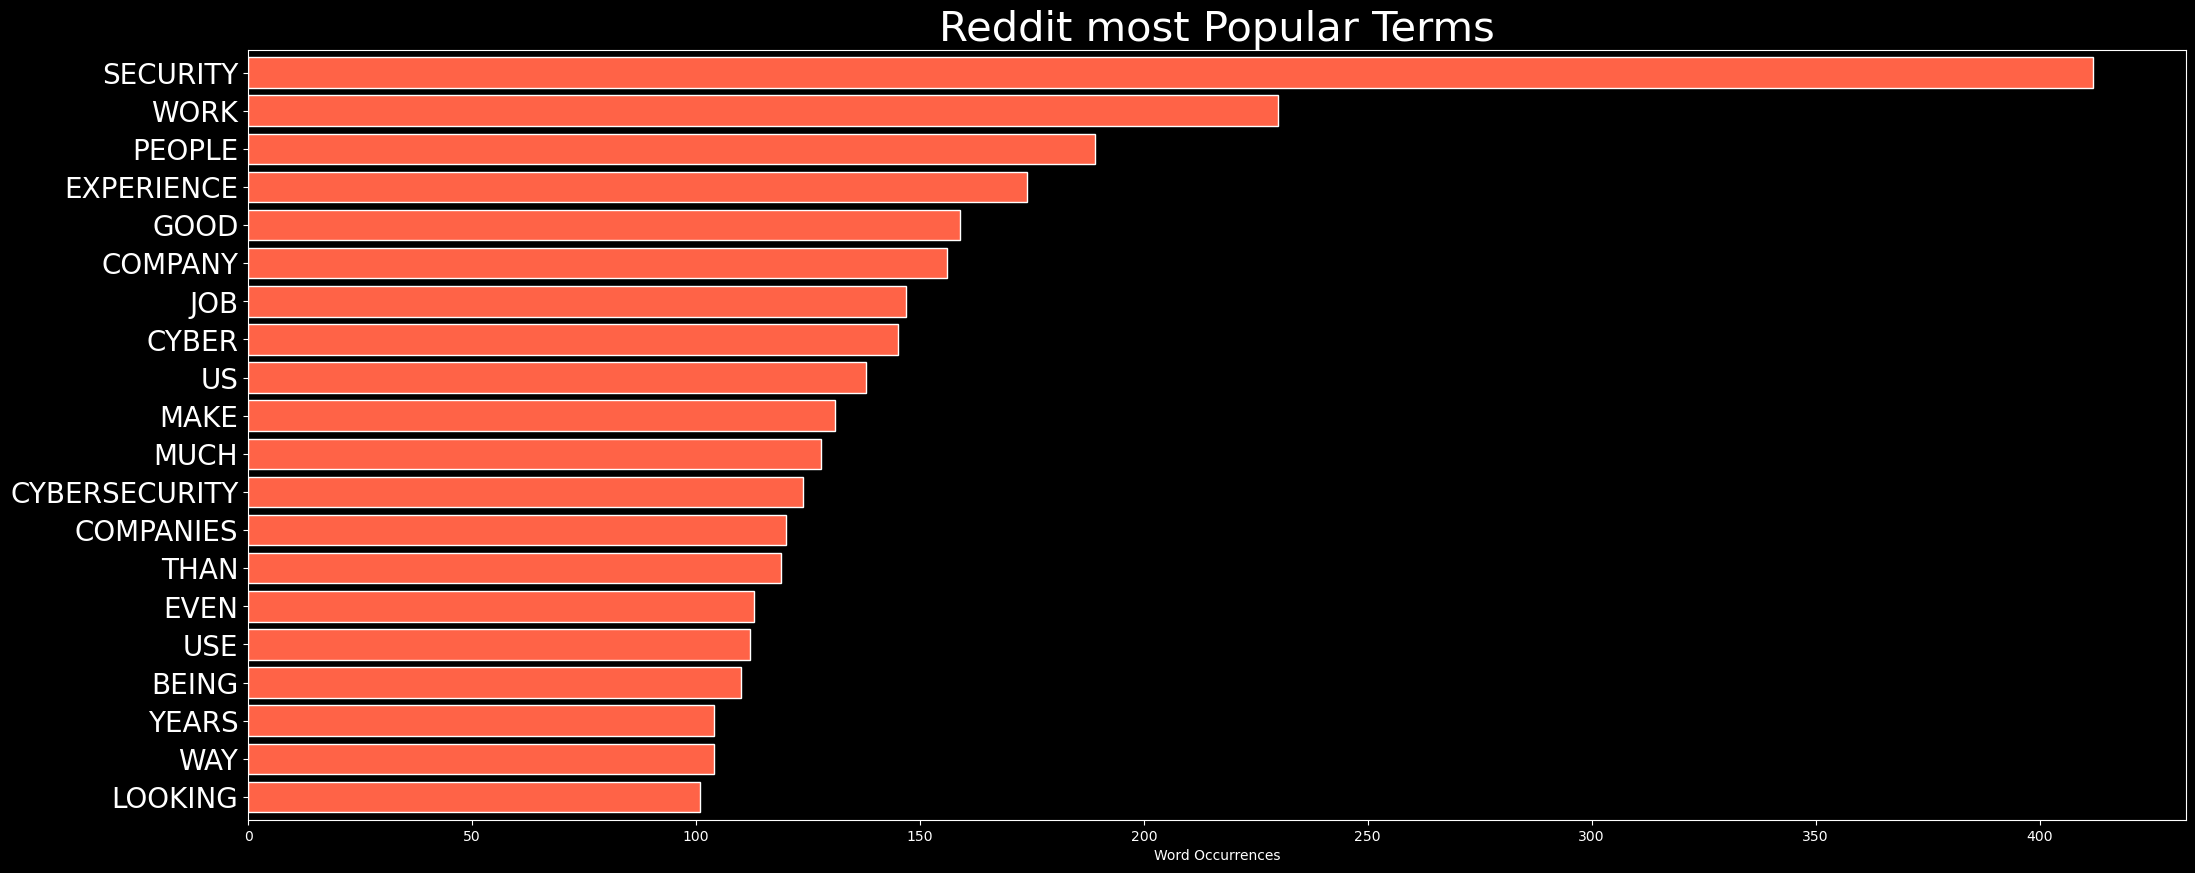 Reddit most Popular Terms
SECURITY
WORK
PEOPLE
EXPERIENCE
GOOD
COMPANY
JOB
CYBER
US
MAKE
MUCH
CYBERSECURITY
COMPANIES
THAN
EVEN
USE
BEING
YEARS
WAY
LOOKING
0 50 100 150 200 250 300 350 400
Word Occurrences